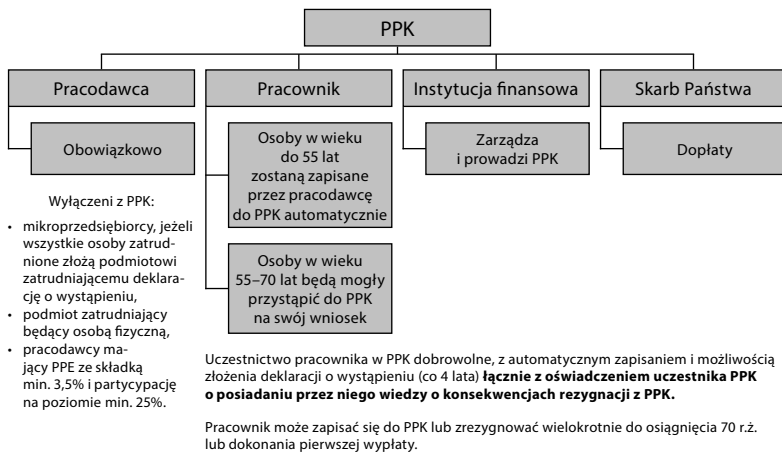 PPK
Pracodawca
Pracownik
Instytucja finansowa
Skarb Państwa
Obowiązkowo
Osoby w wieku
do 55 lat
zostaną zapisane
przez pracodawcę
do PPK automatycznie
Zarządza
i prowadzi PPK
Dopłaty
Wyłączeni z PPK:
• mikroprzedsiębiorcy, jeżeli
wszystkie osoby zatrud-
nione złożą podmiotowi
zatrudniającemu deklara-
cję o wystąpieniu,
• podmiot zatrudniający
będący osobą fizyczną,
• pracodawcy ma-
jący PPE ze składką
min. 3,5% i partycypację
na poziomie min. 25%.
Osoby w wieku
55–70 lat będą mogły
przystąpić do PPK
na swój wniosek
Uczestnictwo pracownika w PPK dobrowolne, z automatycznym zapisaniem i możliwością
złożenia deklaracji o wystąpieniu (co 4 lata) łącznie z oświadczeniem uczestnika PPK
o posiadaniu przez niego wiedzy o konsekwencjach rezygnacji z PPK.
Pracownik może zapisać się do PPK lub zrezygnować wielokrotnie do osiągnięcia 70 r.ż.
lub dokonania pierwszej wypłaty.